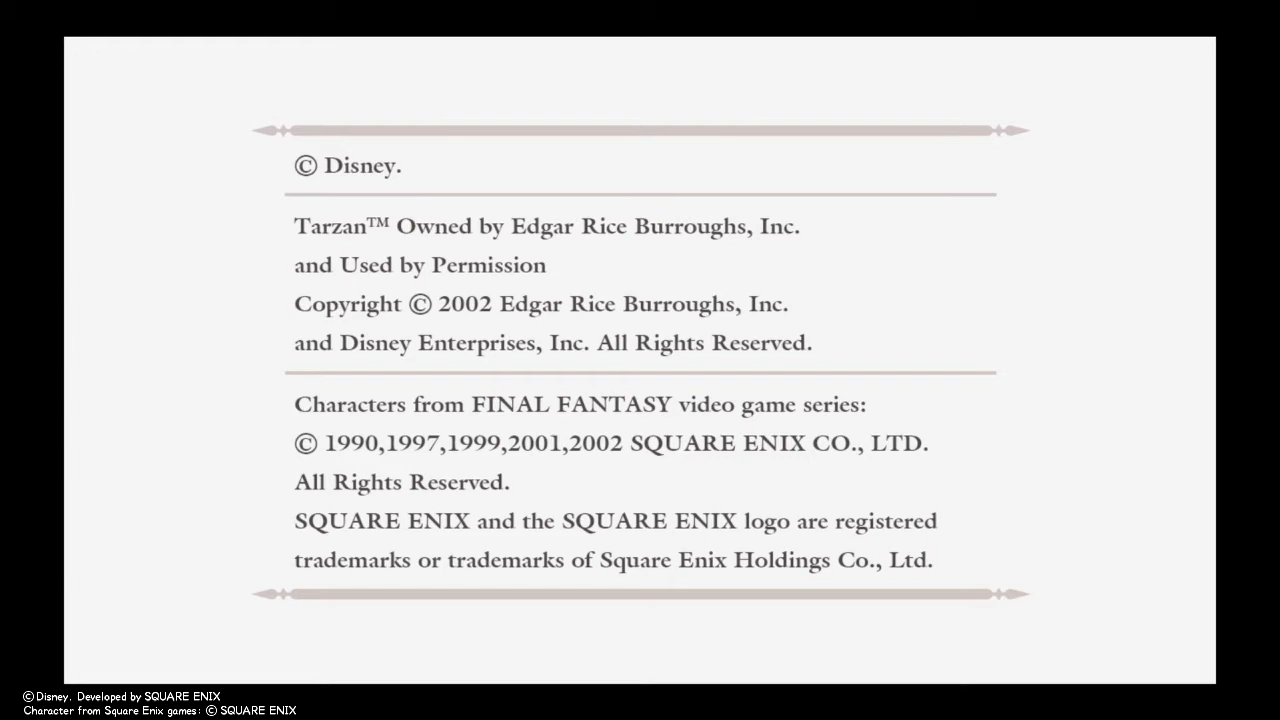 © Disney.
Tarzan™ Owned by Edgar Rice Burroughs, Inc.
and Used by Permission
Copyright © 2002 Edgar Rice Burroughs, Inc.
and Disney Enterprises, Inc. All Rights Reserved.
Characters from FINAL FANTASY video game series:
© 1990,1997,1999,2001,2002 SQUARE ENIX CO., LTD.
All Rights Reserved.
SQUARE ENIX and the SQUARE ENIX logo are registered
trademarks or trademarks of Square Enix Holdings Co., Ltd.
© Disney. Developed by SQUARE ENIX
Character from Square Enix games: © SQUARE ENIX